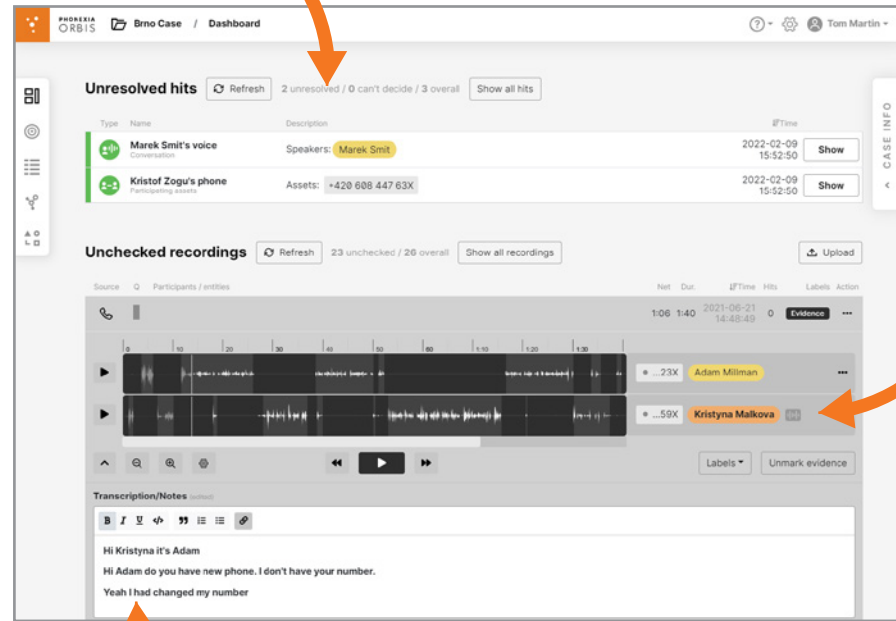 PHONEXIA
ORBIS
Brno Case / Dashboard
Tom Martin
Unresolved hits
Refresh
2 unresolved / 0 can't decide / 3 overall
Show all hits
Type Name Description Time
Marek Smit's voice
Conversation
Speakers: Marek Smit
2022-02-09
15:52:50
Show
Kristof Zogu's phone
Participating assets
Assets: +420 608 447 63X
2022-02-09
15:52:50
Show
CASE INFO
Unchecked recordings
Refresh
23 unchecked / 26 overall
Show all recordings
Upload
Source Q Participants / entities Net Dur. Time Hits Labels Action
1:06 1:40 2021-06-21
14:48:49
0 Evidence
0 10 20 30 40 50 60 1:10 1:20 1:30
...23X Adam Millman
...59X Kristyna Malkova
Labels
Unmark evidence
Transcription/Notes (edited)
B I U </>
Hi Kristyna it's Adam
Hi Adam do you have new phone. I don't have your number.
Yeah I had changed my number